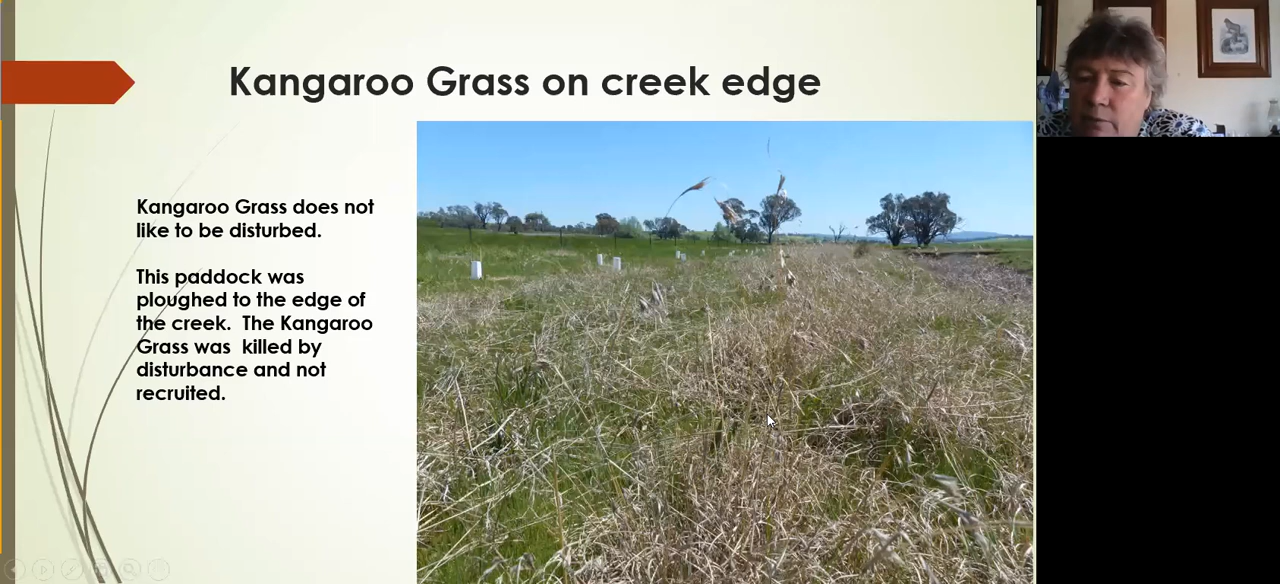 Kangaroo Grass on creek edge
Kangaroo Grass does not
like to be disturbed.
This paddock was
ploughed to the edge of
the creek.  The Kangaroo
Grass was  killed by
disturbance and not
recruited.